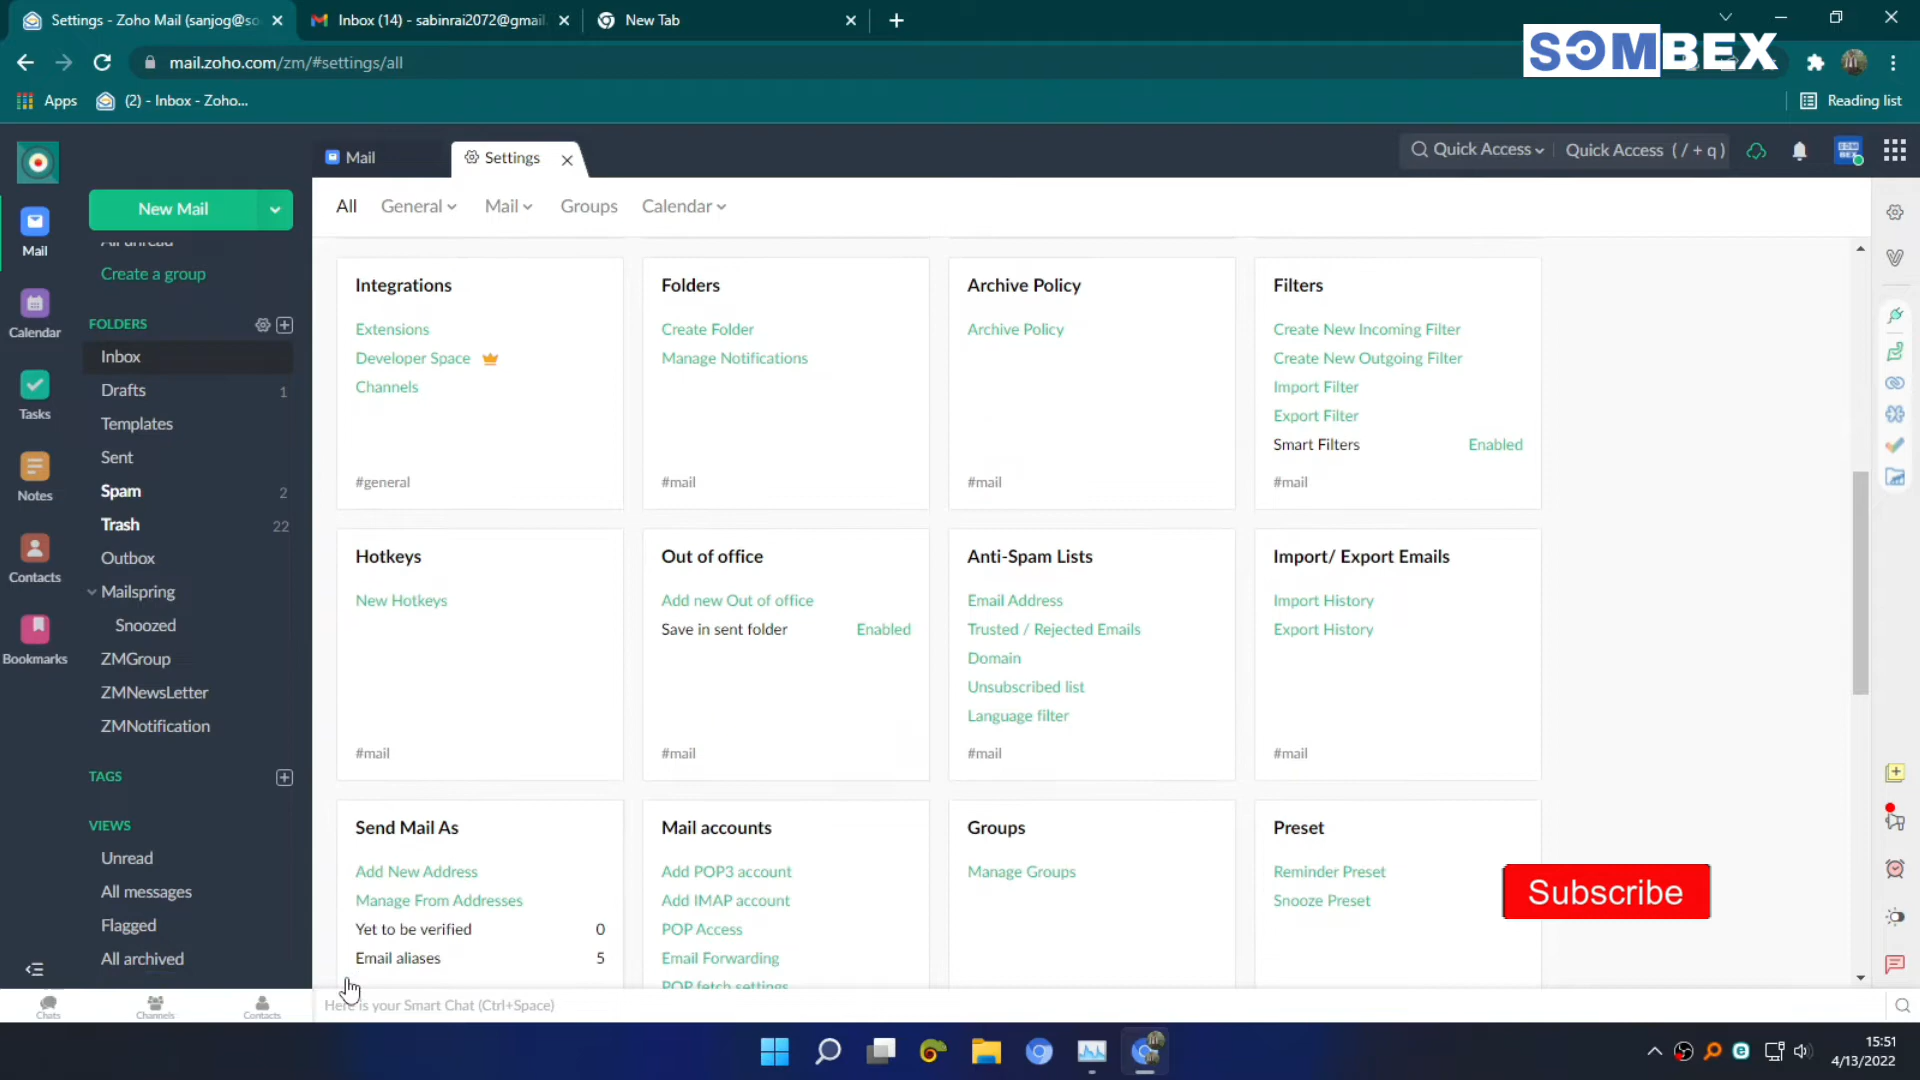 Settings - Zoho Mail (sanjog@so
Inbox (14) - sabinrai2072@gmail
New Tab
mail.zoho.com/zm/#settings/all
SOMBEX
Apps
(2) - Inbox - Zoho...
Reading list
Mail
Settings
Quick Access
Quick Access ( / + q )
New Mail
All General Mail Groups Calendar
Mail
All unread
Create a group
Calendar
FOLDERS
Inbox
Drafts 1
Tasks
Templates
Sent
Notes
Spam 2
Trash 22
Outbox
Contacts
Mailspring
Snoozed
Bookmarks
ZMGroup
ZMNewsLetter
ZMNotification
TAGS
VIEWS
Unread
All messages
Flagged
All archived
Chats
Channels
Contacts
Integrations
Extensions
Developer Space
Channels
#general
Folders
Create Folder
Manage Notifications
#mail
Archive Policy
Archive Policy
#mail
Filters
Create New Incoming Filter
Create New Outgoing Filter
Import Filter
Export Filter
Smart Filters Enabled
#mail
Hotkeys
New Hotkeys
#mail
Out of office
Add new Out of office
Save in sent folder Enabled
#mail
Anti-Spam Lists
Email Address
Trusted / Rejected Emails
Domain
Unsubscribed list
Language filter
#mail
Import/ Export Emails
Import History
Export History
#mail
Send Mail As
Add New Address
Manage From Addresses
Yet to be verified 0
Email aliases 5
Mail accounts
Add POP3 account
Add IMAP account
POP Access
Email Forwarding
POP fetch settings
Groups
Manage Groups
Preset
Reminder Preset
Snooze Preset
Subscribe
Here is your Smart Chat (Ctrl+Space)
15:51
4/13/2022